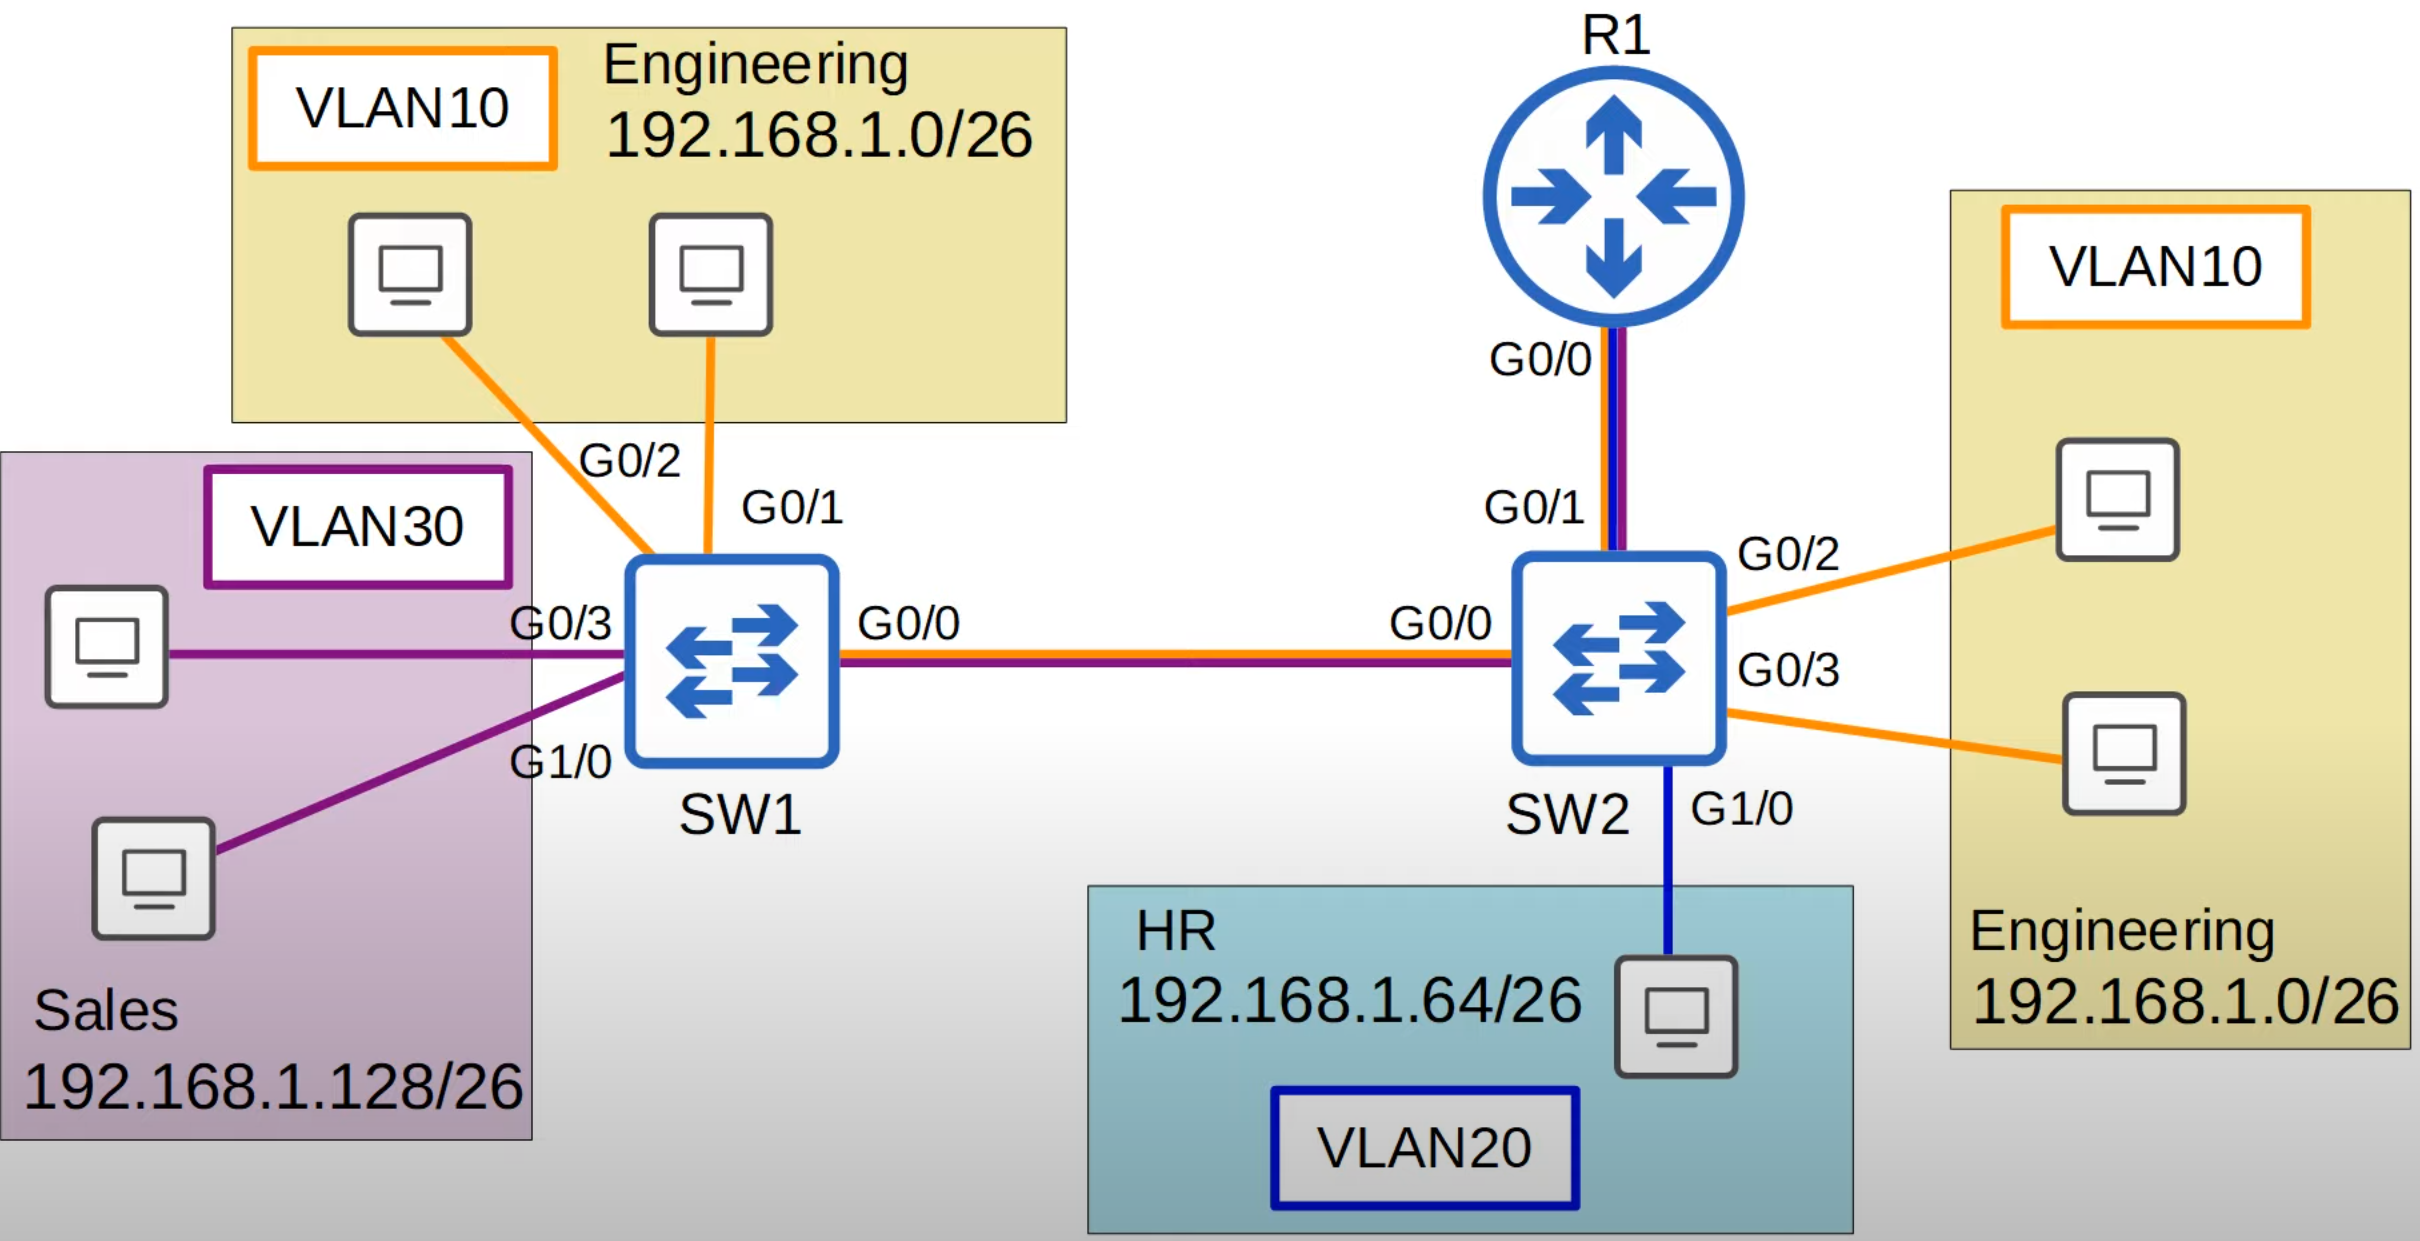 R1
VLAN10
Engineering
192.168.1.0/26
VLAN10
G0/0
G0/2
G0/1
G0/1
VLAN30
G0/2
G0/3
G0/0
G0/0
G0/3
G1/0
SW1
SW2
G1/0
Sales
192.168.1.128/26
HR
192.168.1.64/26
VLAN20
Engineering
192.168.1.0/26